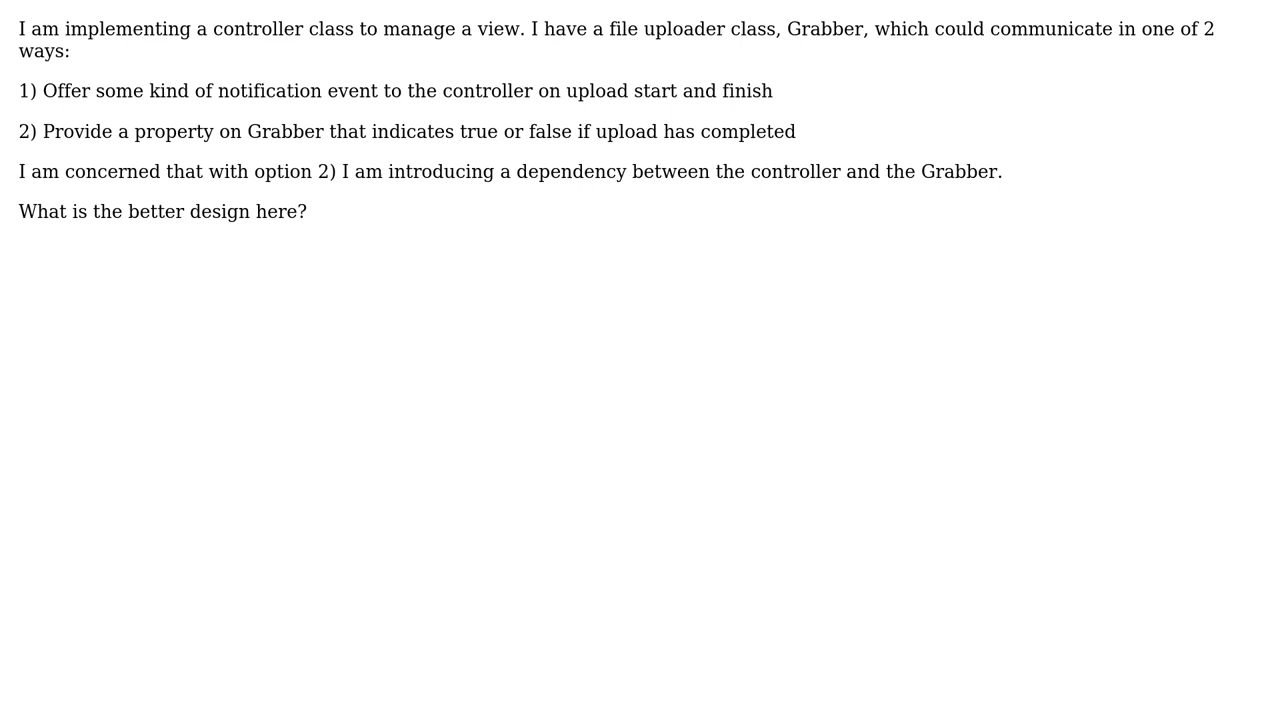 I am implementing a controller class to manage a view. I have a file uploader class, Grabber, which could communicate in one of 2
ways:
1) Offer some kind of notification event to the controller on upload start and finish
2) Provide a property on Grabber that indicates true or false if upload has completed
I am concerned that with option 2) I am introducing a dependency between the controller and the Grabber.
What is the better design here?